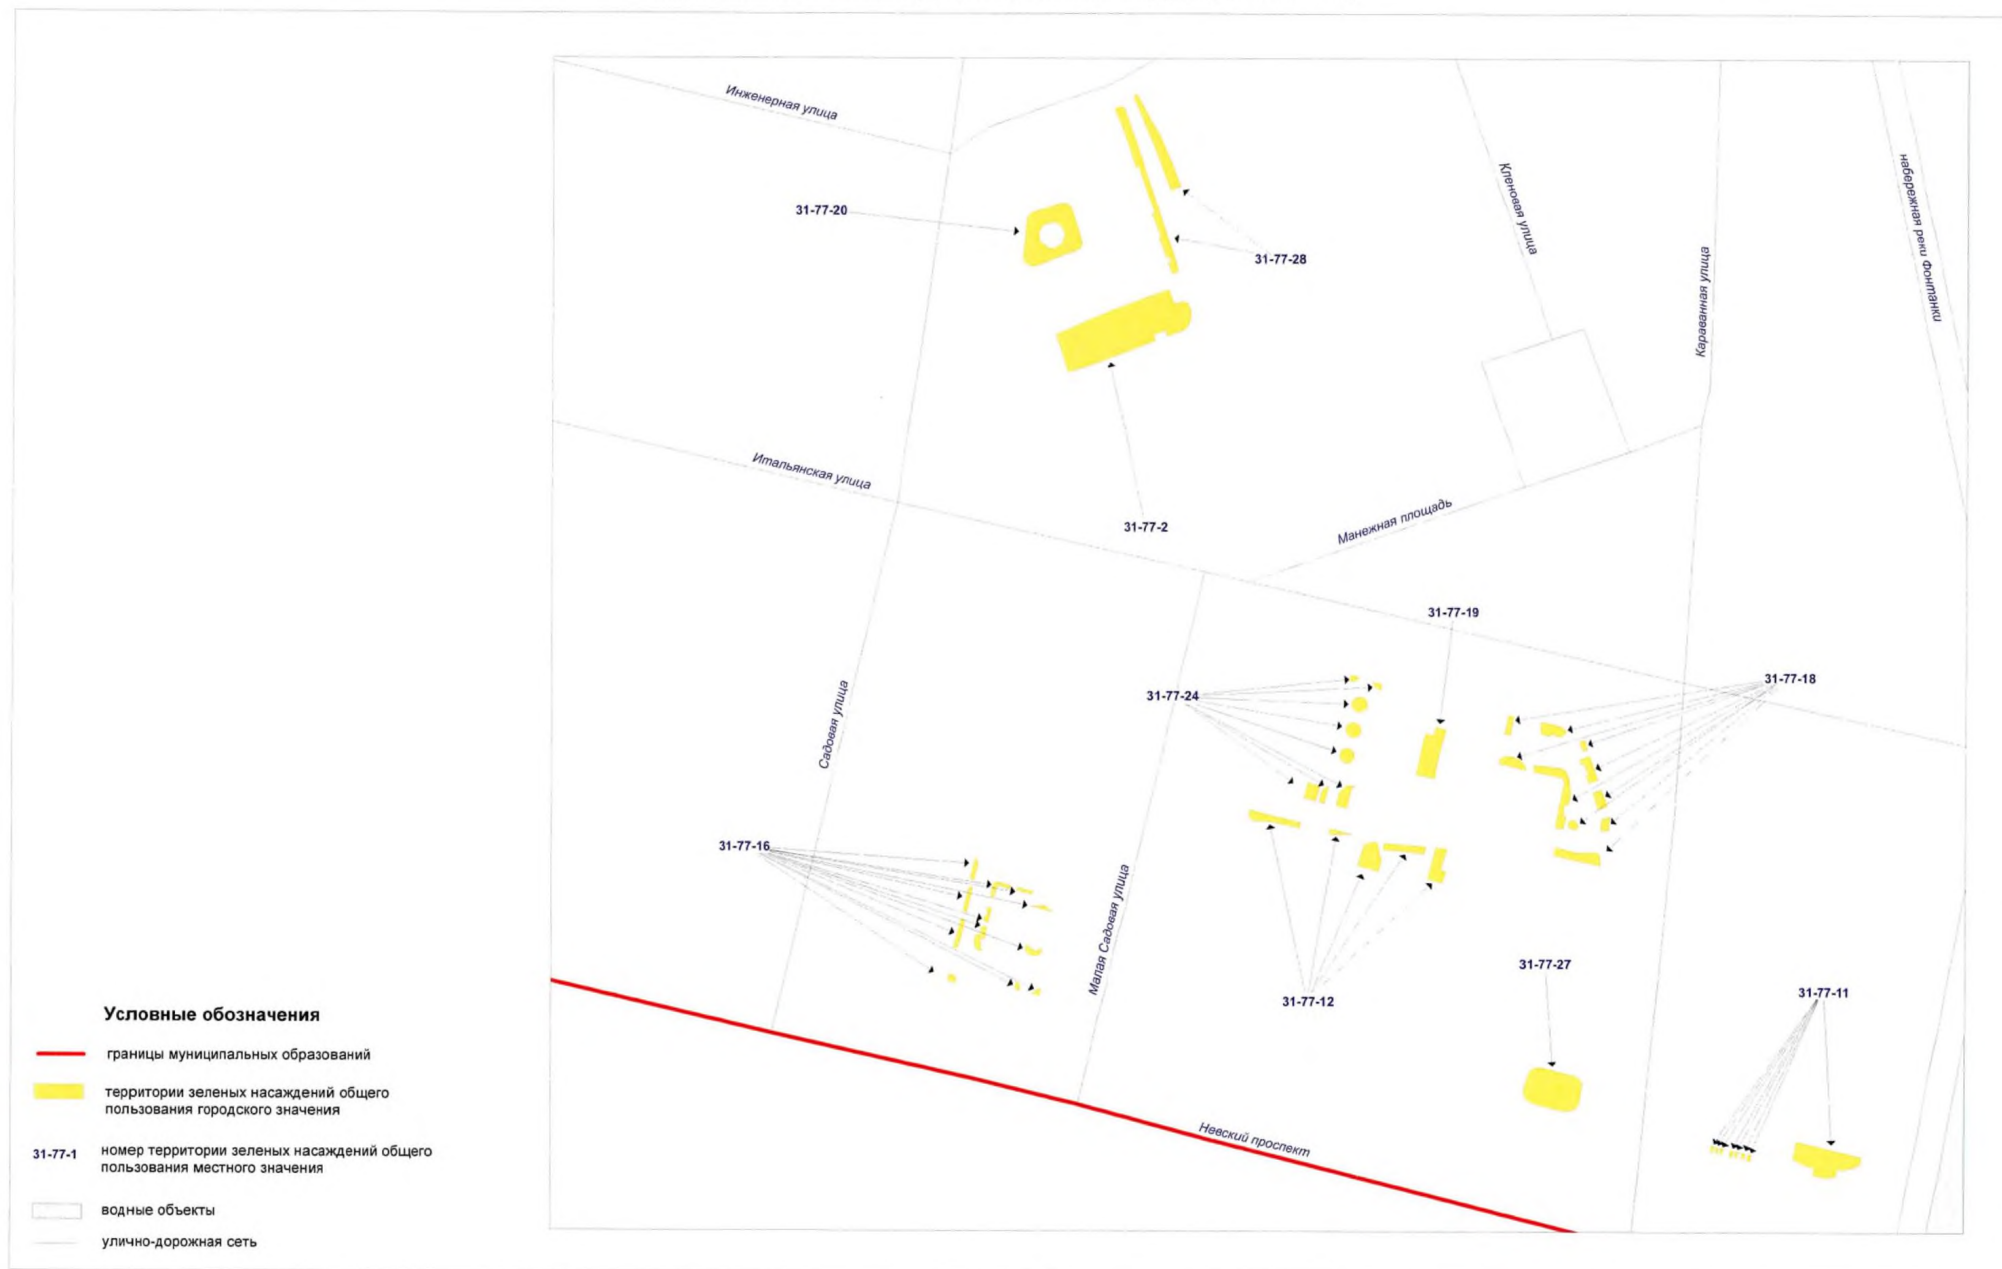 Инженерная улица
31-77-20
31-77-28
Кленовая улица
Караванная улица
набережная реки Фонтанки
Итальянская улица
31-77-2
Манежная площадь
31-77-19
31-77-24
31-77-18
Садовая улица
31-77-16
Малая Садовая улица
31-77-12
31-77-27
31-77-11
Невский проспект
Условные обозначения
границы муниципальных образований
территории зеленых насаждений общего
пользования городского значения
31-77-1
номер территории зеленых насаждений общего
пользования местного значения
водные объекты
улично-дорожная сеть